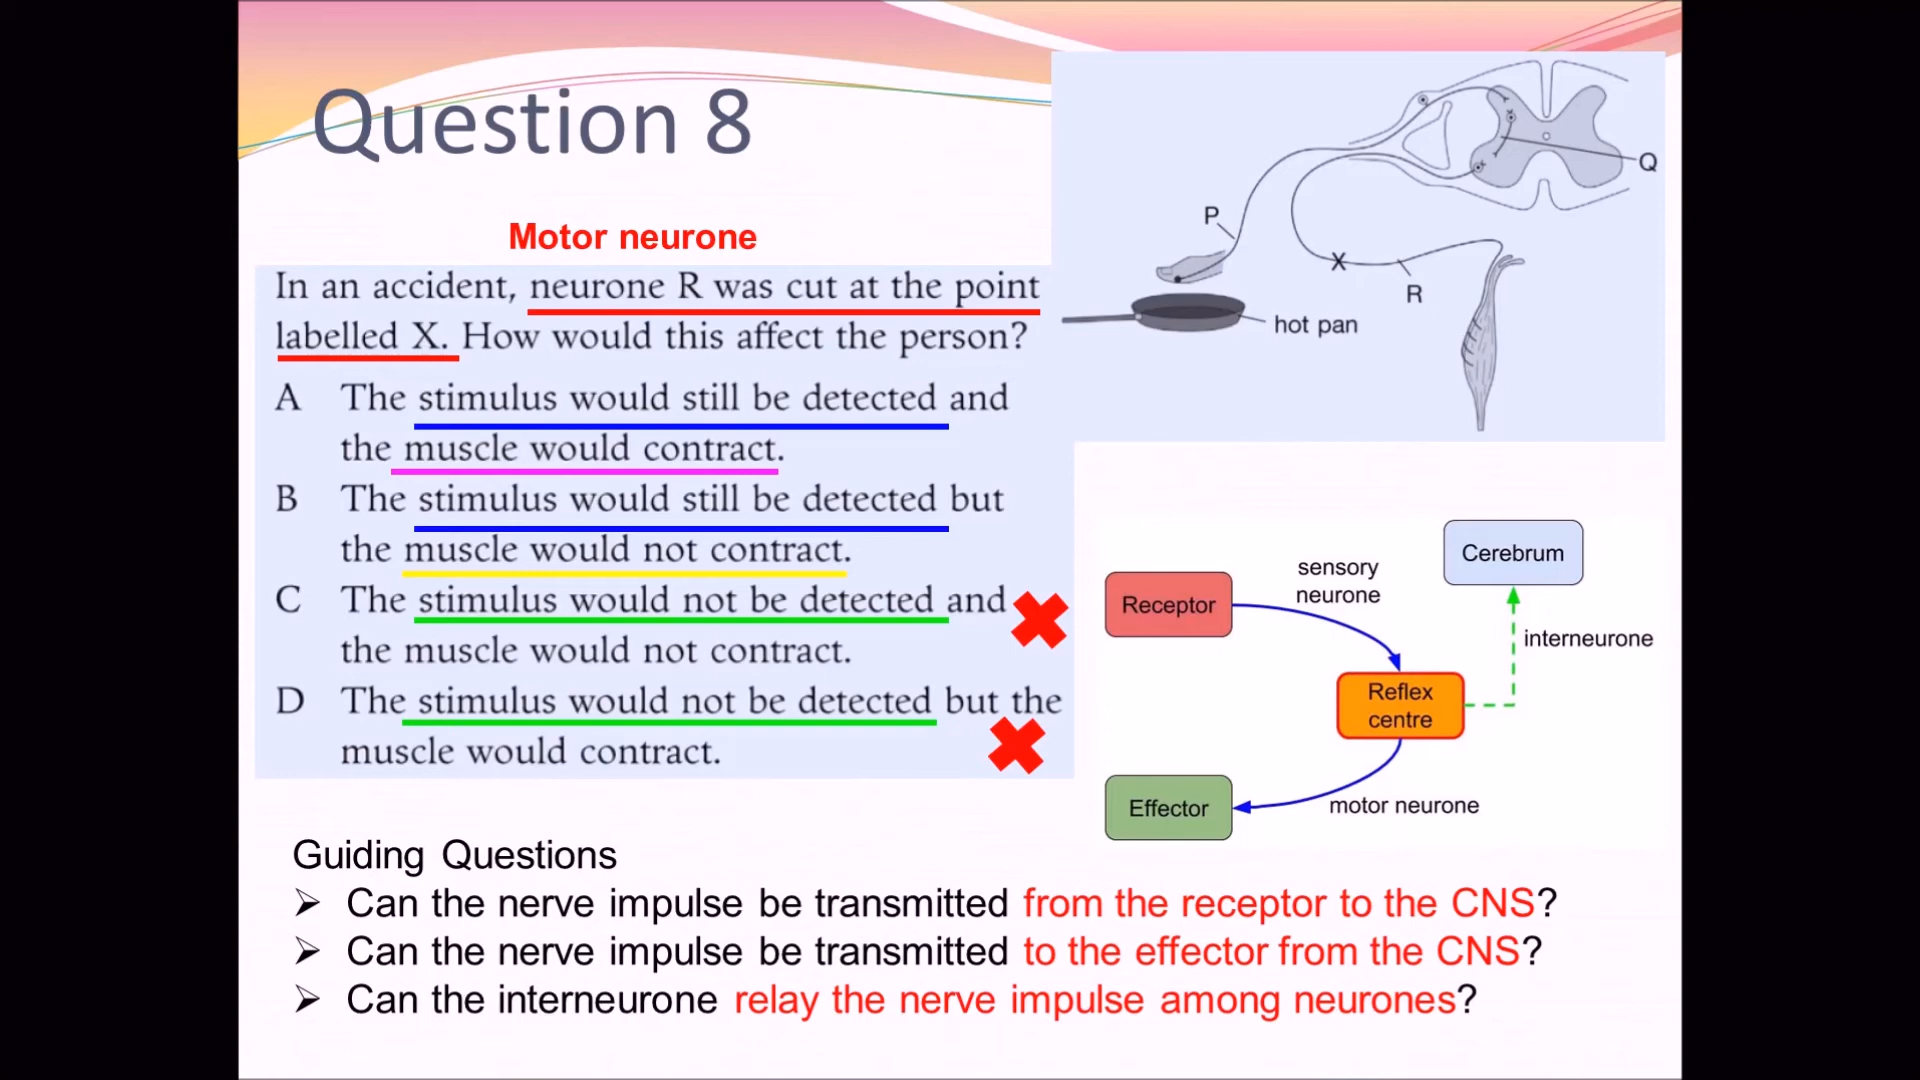 Question 8
Motor neurone
In an accident, neurone R was cut at the point
labelled X. How would this affect the person?
A The stimulus would still be detected and
the muscle would contract.
B The stimulus would still be detected but
the muscle would not contract.
C The stimulus would not be detected and
the muscle would not contract.
D The stimulus would not be detected but the
muscle would contract.
Q
P
X
R
hot pan
Cerebrum
sensory
neurone
Receptor
interneurone
Reflex
centre
Effector
motor neurone
Guiding Questions
➢ Can the nerve impulse be transmitted from the receptor to the CNS?
➢ Can the nerve impulse be transmitted to the effector from the CNS?
➢ Can the interneurone relay the nerve impulse among neurones?